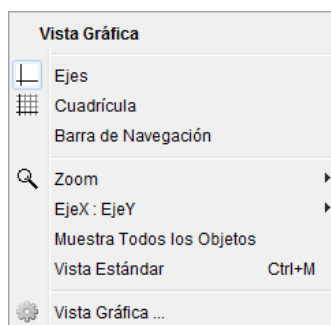 Vista Gráfica
Ejes
Cuadrícula
Barra de Navegación
Zoom
EjeX : EjeY
Muestra Todos los Objetos
Vista Estándar Ctrl+M
Vista Gráfica ...